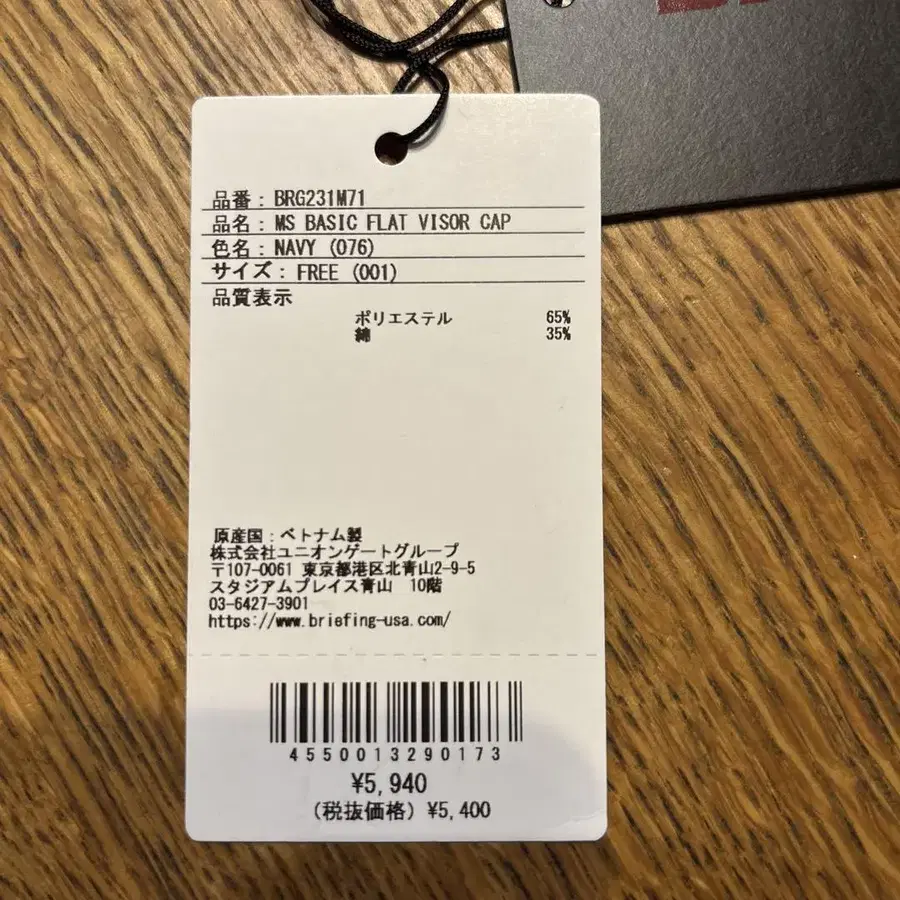 品番：BRG231M71
品名：MS BASIC FLAT VISOR CAP
色名：NAVY (076)
サイズ：FREE (001)
品質表示
ポリエステル 65%
綿 35%
原産国：ベトナム製
株式会社ユニオンゲートグループ
〒107-0061 東京都港区北青山2-9-5
スタジアムプレイス青山　10階
03-6427-3901
https://www.briefing-usa.com/
4550013290173
¥5,940
(税抜価格) ¥5,400